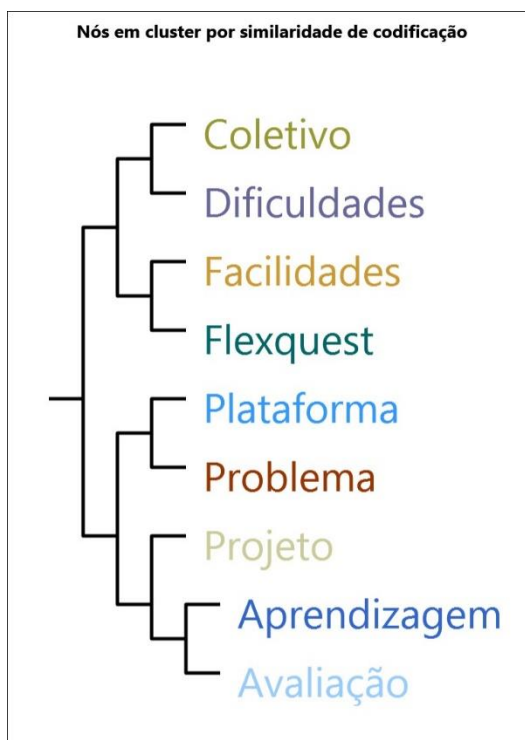 Nós em cluster por similaridade de codificação
Coletivo
Dificuldades
Facilidades
Flexquest
Plataforma
Problema
Projeto
Aprendizagem
Avaliação